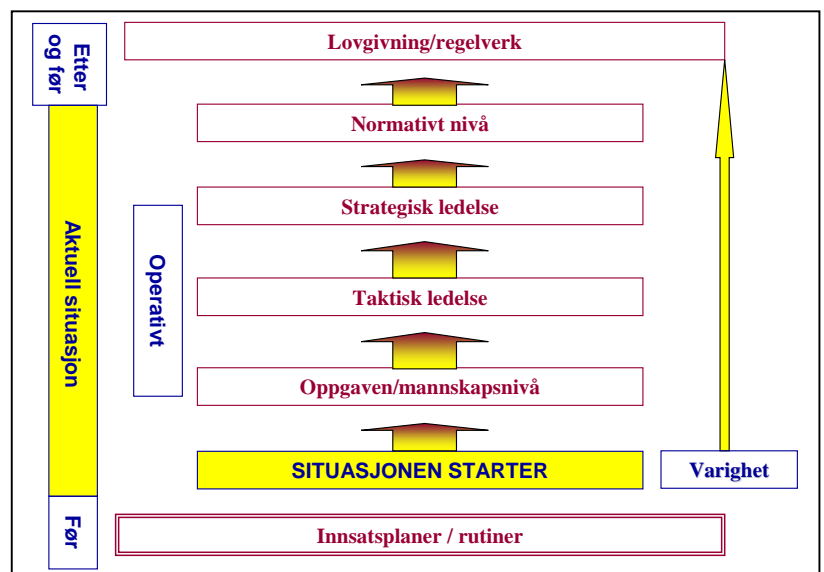 Etter
og før
Lovgivning/regelverk
Normativt nivå
Strategisk ledelse
Aktuell situasjon
Operativt
Taktisk ledelse
Oppgaven/mannskapsnivå
SITUASJONEN STARTER
Varighet
Før
Innsatsplaner / rutiner